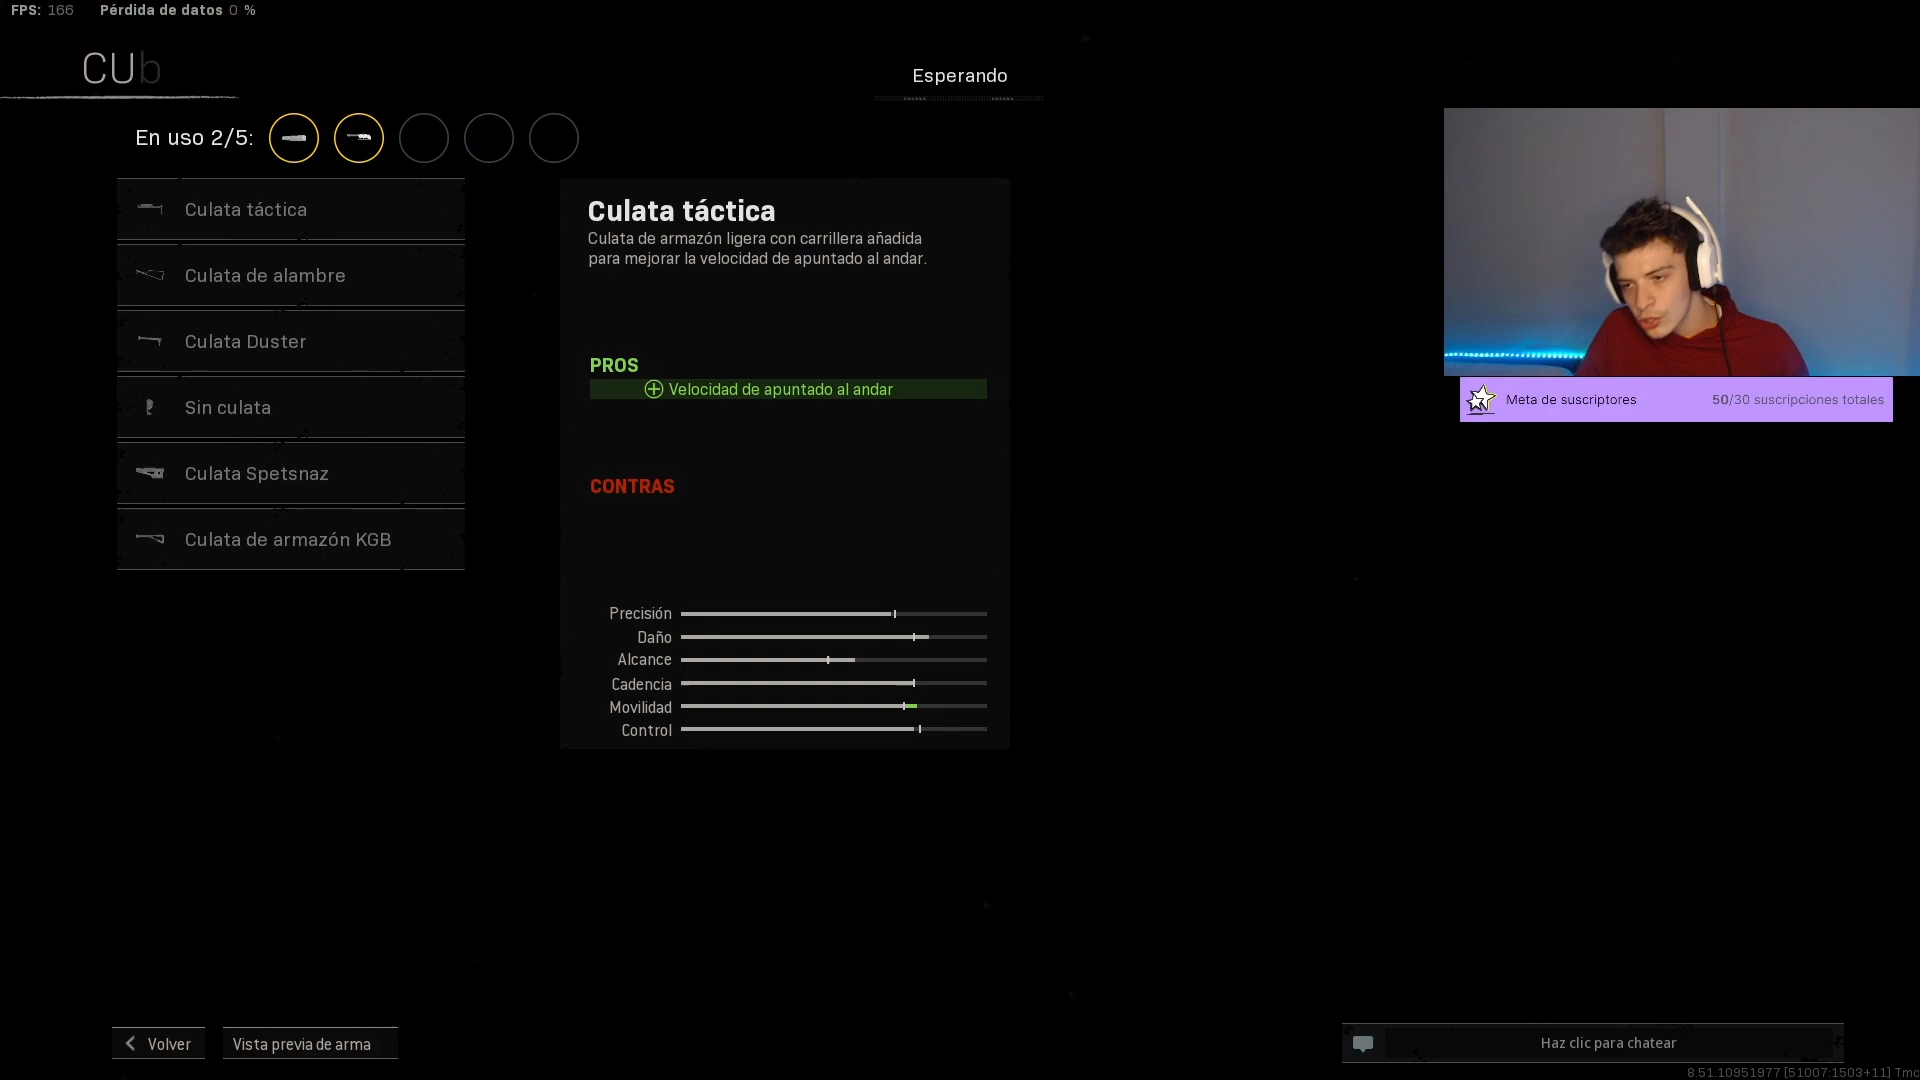 FPS: 166 Pérdida de datos 0 %
CUb
Esperando
En uso 2/5:
Culata táctica
Culata de alambre
Culata Duster
Sin culata
Culata Spetsnaz
Culata de armazón KGB
Culata táctica
Culata de armazón ligera con carrillera añadida
para mejorar la velocidad de apuntado al andar.
PROS
Velocidad de apuntado al andar
CONTRAS
Precisión
Daño
Alcance
Cadencia
Movilidad
Control
Meta de suscriptores 50/30 suscripciones totales
Volver
Vista previa de arma
Haz clic para chatear
8.51.10951977 [51007:1503+11] Tmc